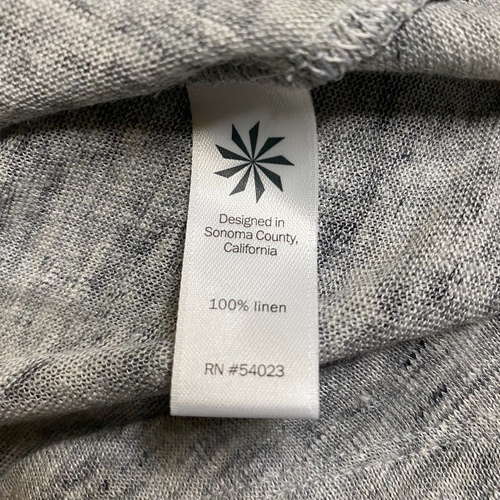 Designed in
Sonoma County,
California
100% linen
RN #54023